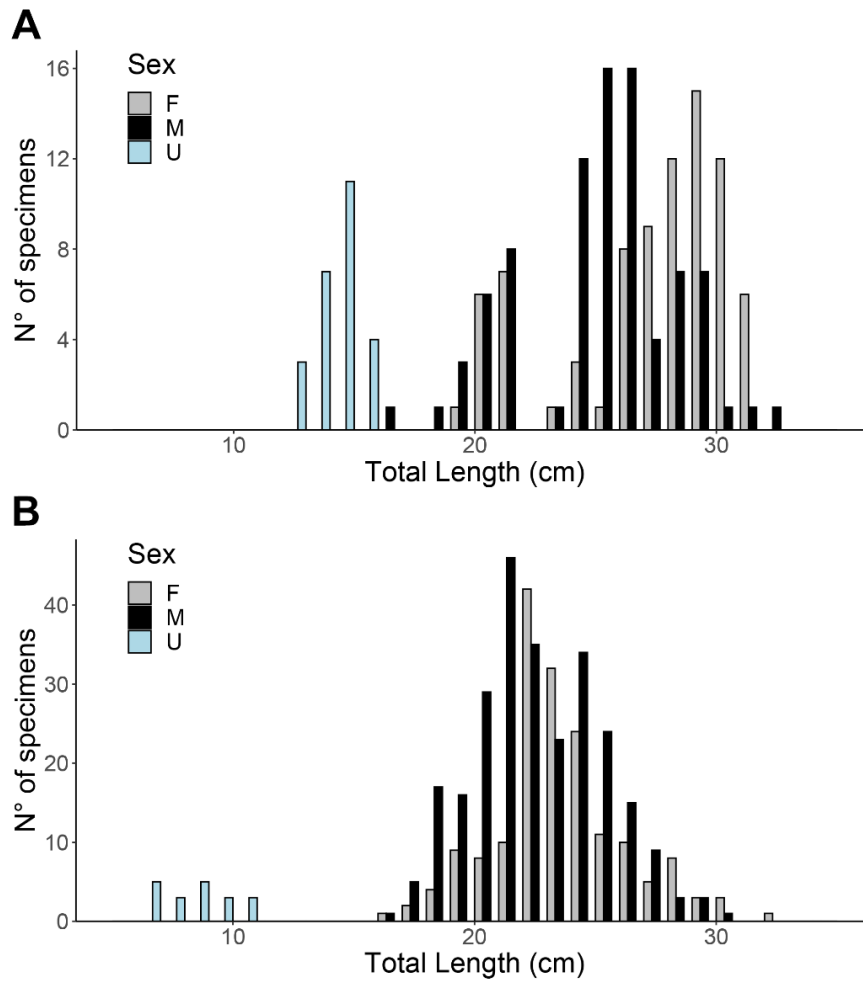 A
Sex
F
M
U
16
12
8
4
0
N° of specimens
10 20 30
Total Length (cm)
B
Sex
F
M
U
40
30
20
10
0
N° of specimens
10 20 30
Total Length (cm)